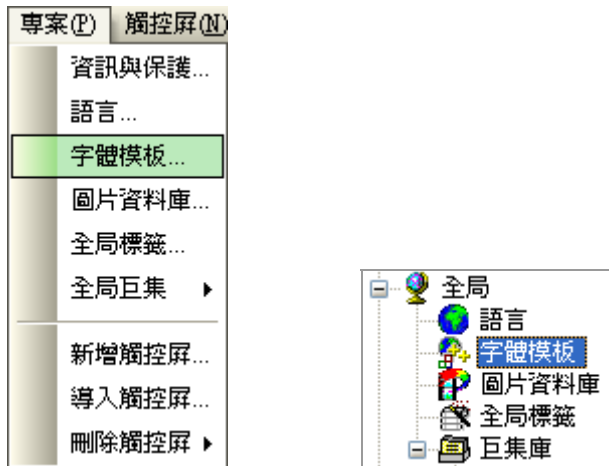 專案(P) 觸控屏(N)
資訊與保護...
語言...
字體模板...
圖片資料庫...
全局標籤...
全局巨集
新增觸控屏...
導入觸控屏...
刪除觸控屏
全局
語言
字體模板
圖片資料庫
全局標籤
巨集庫